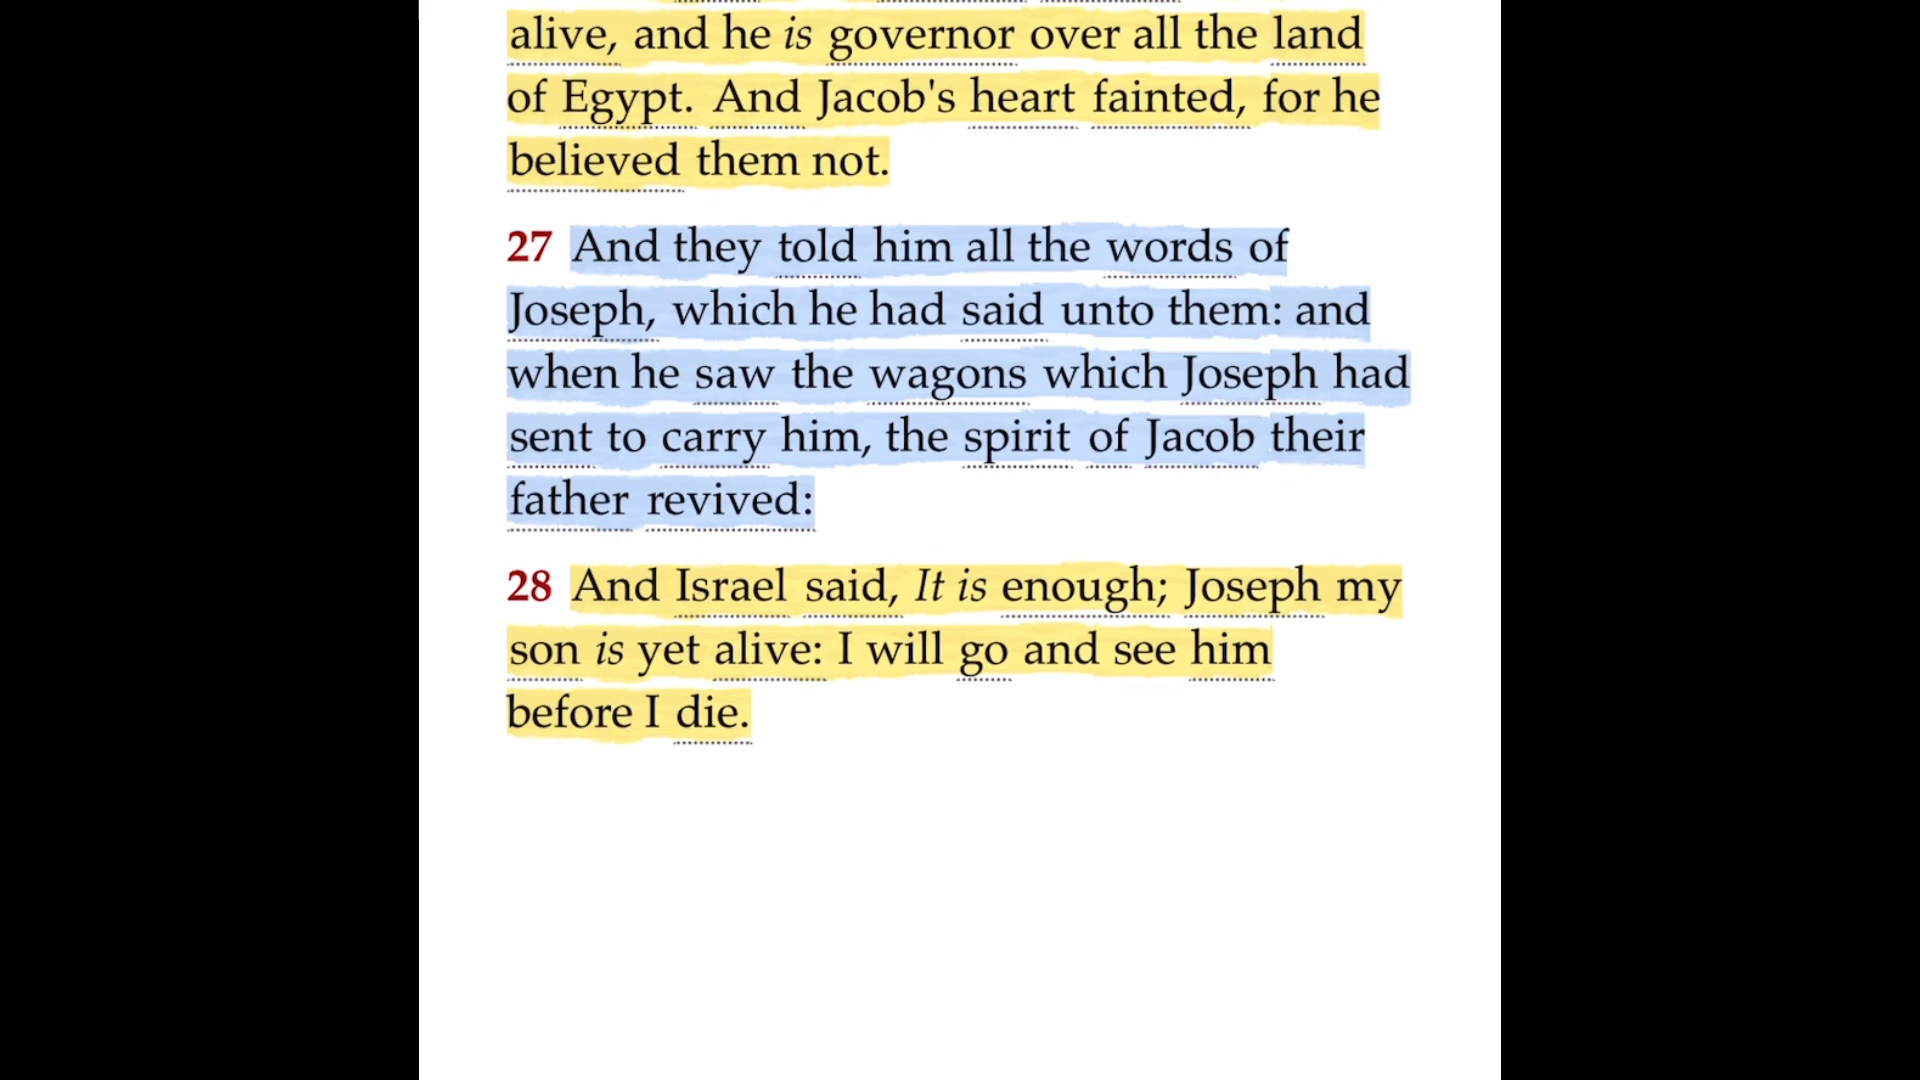 alive, and he is governor over all the land
of Egypt. And Jacob's heart fainted, for he
believed them not.
27 And they told him all the words of
Joseph, which he had said unto them: and
when he saw the wagons which Joseph had
sent to carry him, the spirit of Jacob their
father revived:
28 And Israel said, It is enough; Joseph my
son is yet alive: I will go and see him
before I die.